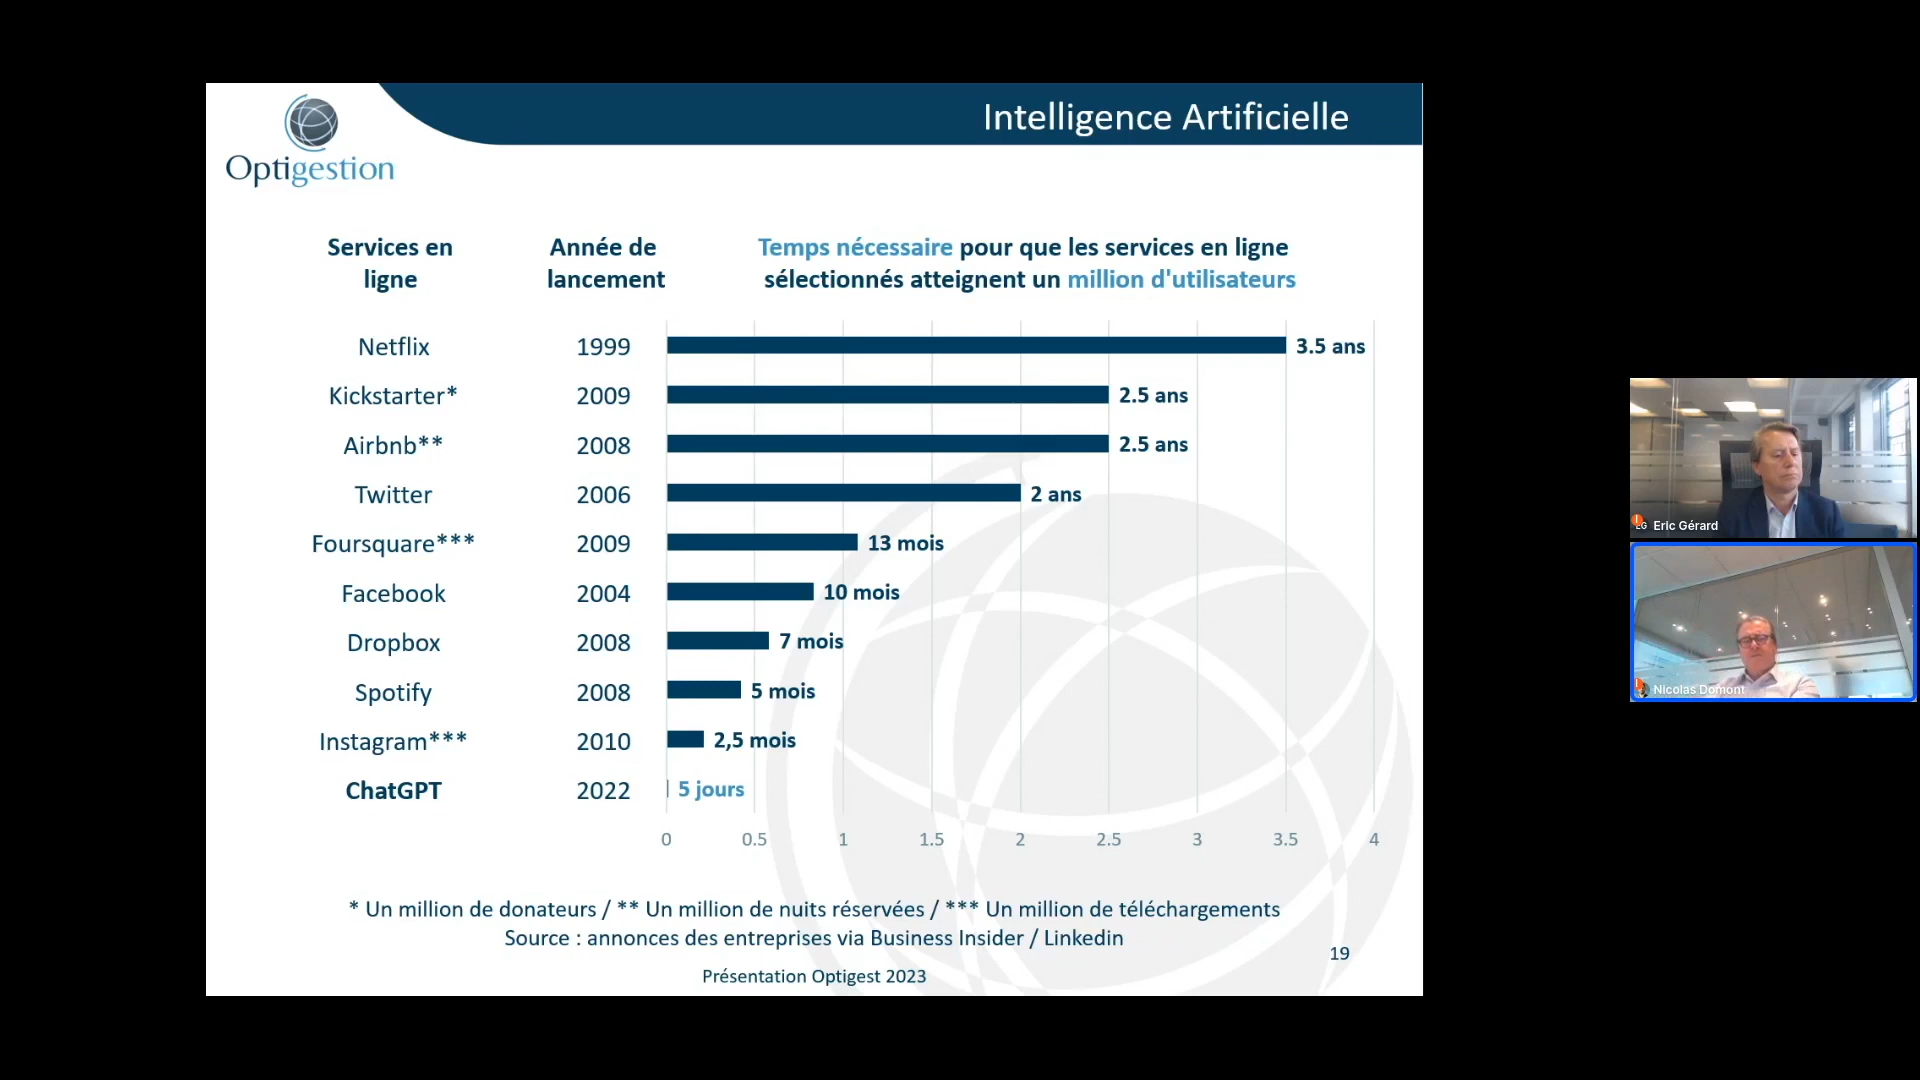 Intelligence Artificielle
Optigestion
Services en
ligne
Année de
lancement
Temps nécessaire pour que les services en ligne
sélectionnés atteignent un million d'utilisateurs
Netflix 1999 3.5 ans
Kickstarter* 2009 2.5 ans
Airbnb** 2008 2.5 ans
Twitter 2006 2 ans
Foursquare*** 2009 13 mois
Facebook 2004 10 mois
Dropbox 2008 7 mois
Spotify 2008 5 mois
Instagram*** 2010 2,5 mois
ChatGPT 2022 5 jours
0 0.5 1 1.5 2 2.5 3 3.5 4
* Un million de donateurs / ** Un million de nuits réservées / *** Un million de téléchargements
Source : annonces des entreprises via Business Insider / Linkedin
19
Présentation Optigest 2023
EG Eric Gérard
Nicolas Domont